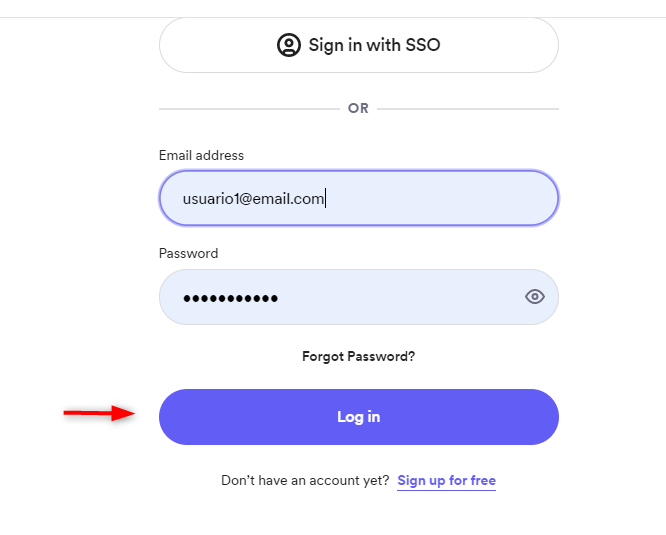 Sign in with SSO
OR
Email address
usuario1@email.com
Password
•••••••••••
Forgot Password?
Log in
Don't have an account yet? Sign up for free